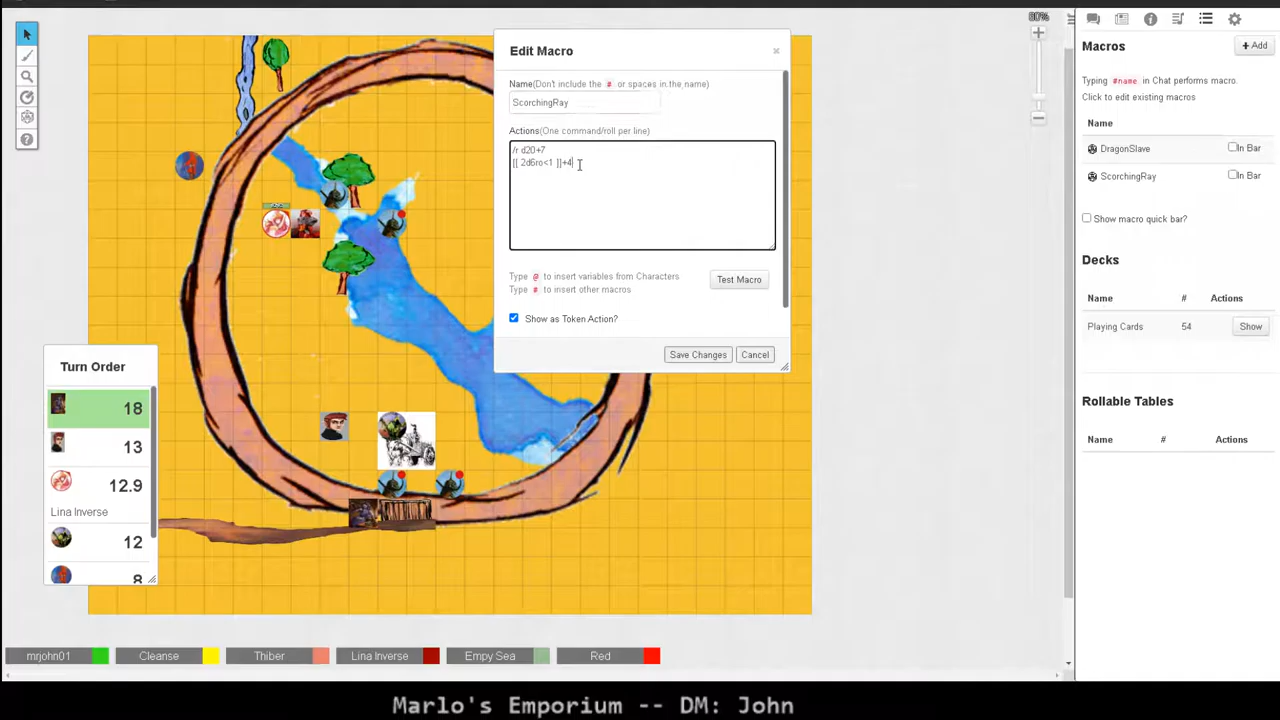 80%
Edit Macro
×
Name(Don't include the # or spaces in the name)
ScorchingRay
Actions(One command/roll per line)
/r d20+7
[[ 2d6ro<1 ]]+4
Type @ to insert variables from Characters
Type # to insert other macros
Test Macro
Show as Token Action?
Save Changes
Cancel
Macros
+ Add
Typing #name in Chat performs macro.
Click to edit existing macros
Name
DragonSlave
In Bar
ScorchingRay
In Bar
Show macro quick bar?
Decks
Name # Actions
Playing Cards 54 Show
Rollable Tables
Name # Actions
Turn Order
18
13
12.9
Lina Inverse
12
8
mrjohn01
Cleanse
Thiber
Lina Inverse
Empy Sea
Red
Marlo's Emporium -- DM: John